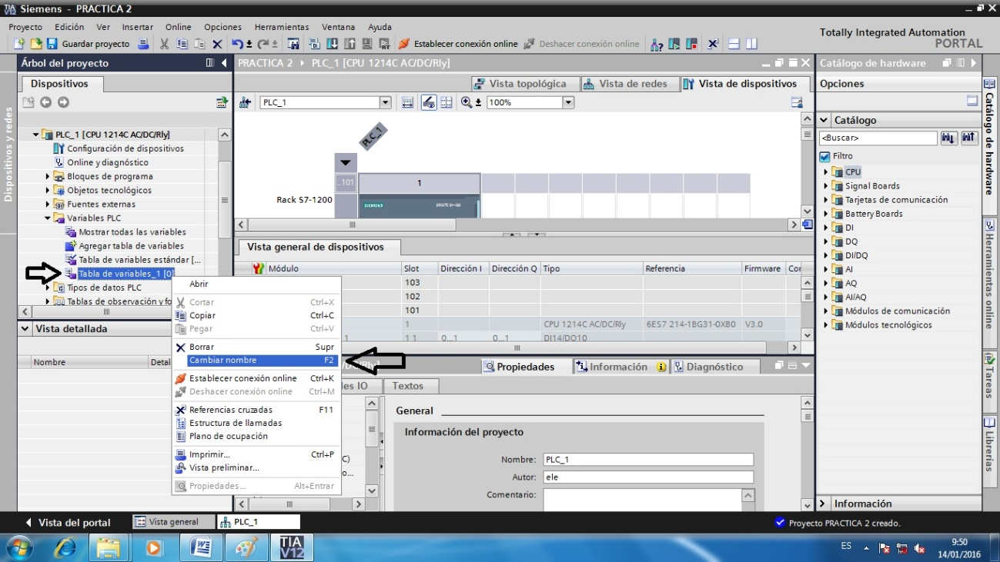 Siemens - PRACTICA 2
Proyecto Edición Ver Insertar Online Opciones Herramientas Ventana Ayuda
Totally Integrated Automation
PORTAL
Guardar proyecto
Establecer conexión online
Deshacer conexión online
Árbol del proyecto
PRACTICA 2 PLC_1 [CPU 1214C AC/DC/Rly]
Catálogo de hardware
Dispositivos
Vista topológica
Vista de redes
Vista de dispositivos
Opciones
PLC_1
100%
Dispositivos y redes
PLC_1 [CPU 1214C AC/DC/Rly]
Configuración de dispositivos
Online y diagnóstico
Bloques de programa
Objetos tecnológicos
Fuentes externas
Variables PLC
Mostrar todas las variables
Agregar tabla de variables
Tabla de variables estándar [...
Tabla de variables_1 [0]
Tipos de datos PLC
Tablas de observación y fo
PLC_1
..101
1
Rack S7-1200
SIEMENS
Catálogo
<Buscar>
Filtro
CPU
Signal Boards
Tarjetas de comunicación
Battery Boards
DI
DQ
DI/DQ
AI
AQ
AI/AQ
Módulos de comunicación
Módulos tecnológicos
Información
Catálogo de hardware
Herramientas online
Tareas
Librerías
Vista general de dispositivos
Módulo Slot Dirección I Dirección Q Tipo Referencia Firmware Co
103
102
101
1 CPU 1214C AC/DC/Rly 6ES7 214-1BG31-0XB0 V3.0
1 1 0...1 0...1 DI14/DO10
Vista detallada
Nombre Detal
Abrir
Cortar Ctrl+X
Copiar Ctrl+C
Pegar Ctrl+V
Borrar Supr
Cambiar nombre F2
Establecer conexión online Ctrl+K
Deshacer conexión online Ctrl+M
Referencias cruzadas F11
Estructura de llamadas
Plano de ocupación
Imprimir... Ctrl+P
Vista preliminar...
Propiedades... Alt+Entrar
Propiedades
Información
Diagnóstico
es IO
Textos
General
Información del proyecto
Nombre: PLC_1
Autor: ele
Comentario:
C)
o...
Vista del portal
Vista general
PLC_1
Proyecto PRACTICA 2 creado.
TIA
V12
ES
9:50
14/01/2016